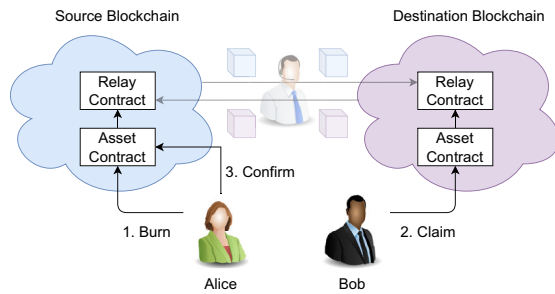 Source Blockchain
Destination Blockchain
Relay
Contract
Relay
Contract
Asset
Contract
Asset
Contract
3. Confirm
1. Burn
2. Claim
Alice
Bob